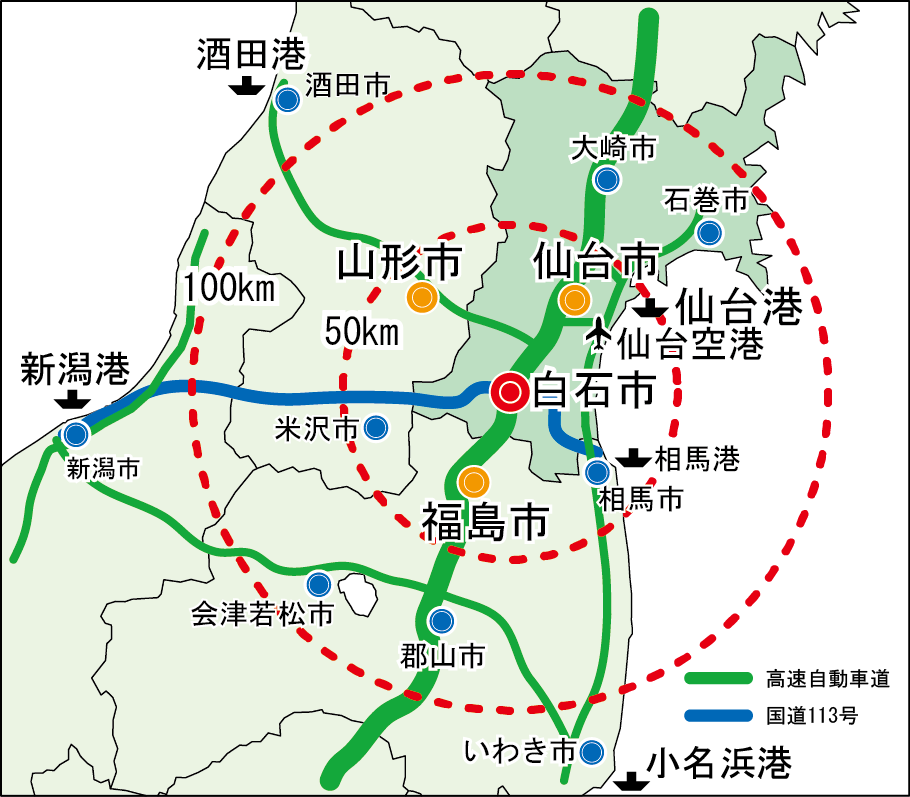 酒田港
酒田市
大崎市
石巻市
山形市
仙台市
100km
仙台港
50km
仙台空港
新潟港
白石市
米沢市
相馬港
新潟市
相馬市
福島市
会津若松市
郡山市
高速自動車道
国道113号
いわき市
小名浜港